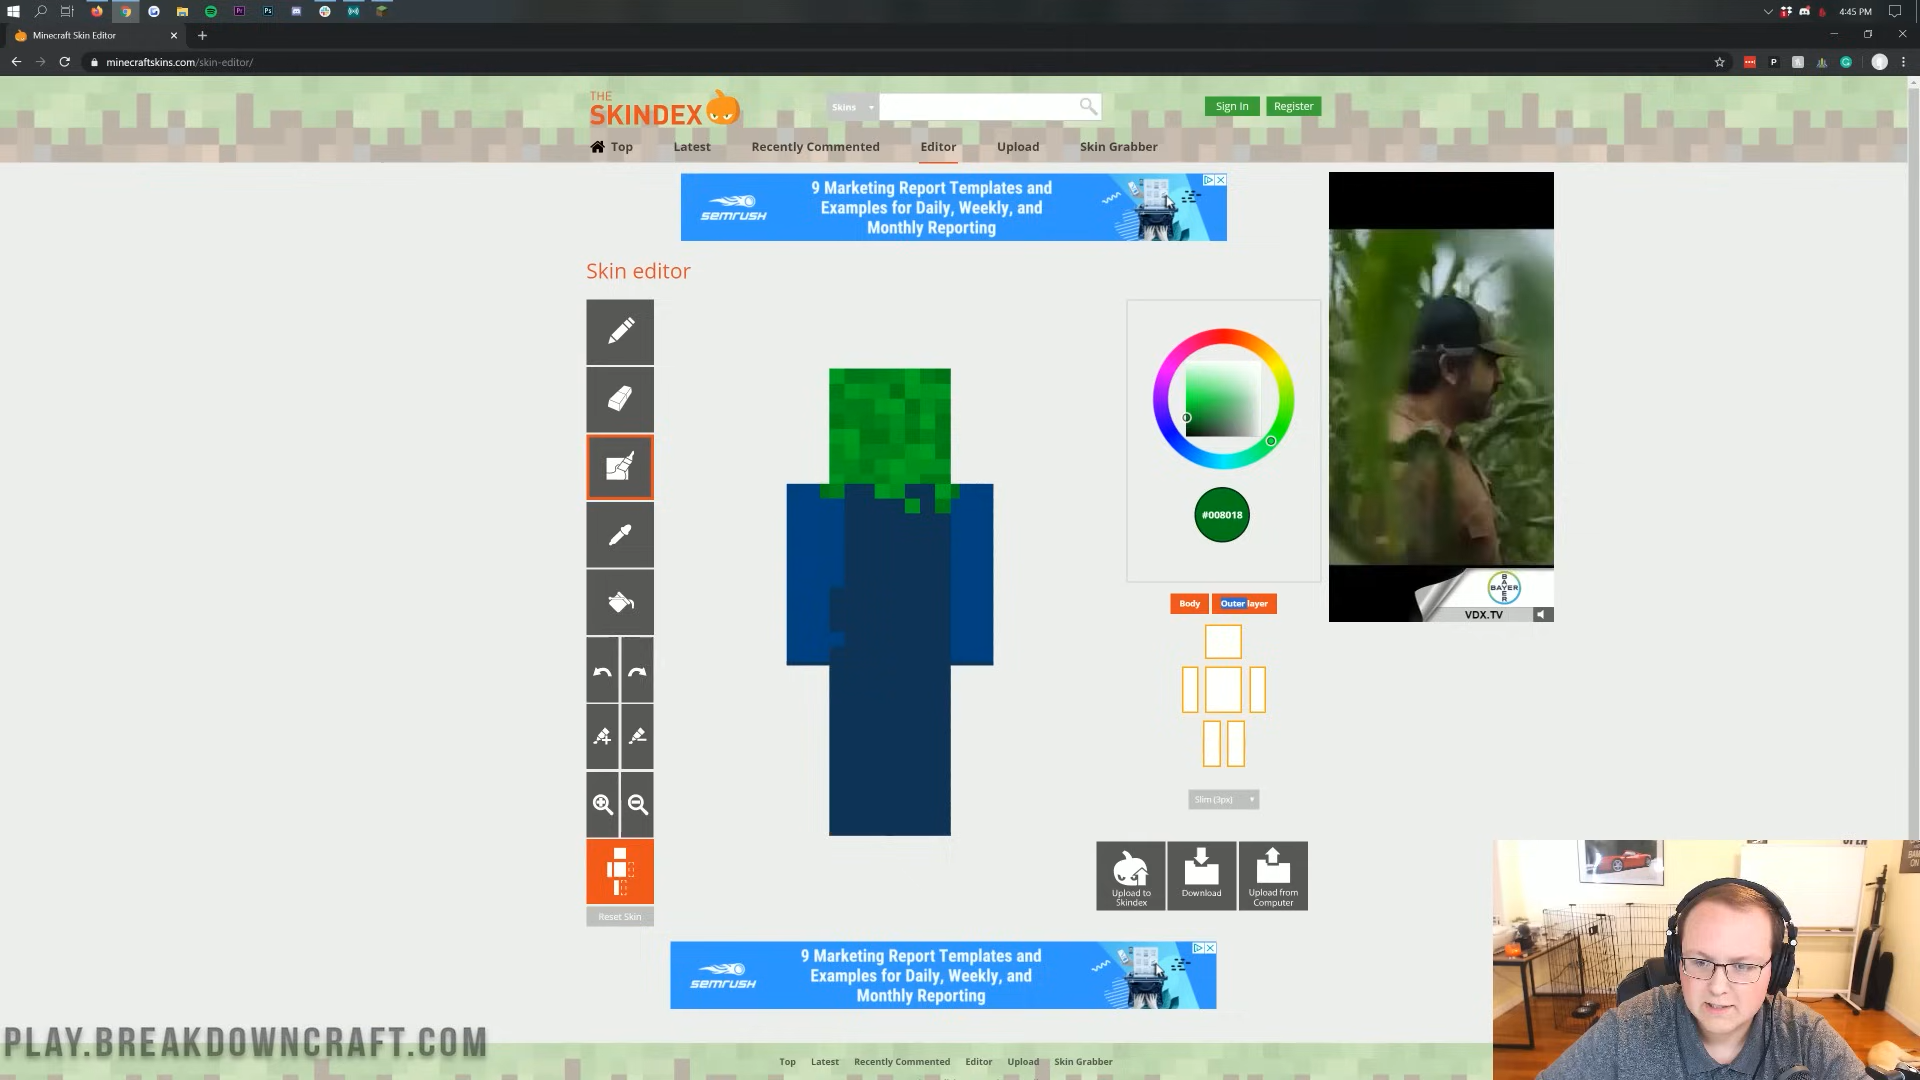 4:45 PM
Minecraft Skin Editor
minecraftskins.com/skin-editor/
THE
SKINDEX
Skins
Sign In
Register
Top
Latest
Recently Commented
Editor
Upload
Skin Grabber
SEMRUSH
9 Marketing Report Templates and
Examples for Daily, Weekly, and
Monthly Reporting
Skin editor
#008018
BAYER
BAYER
VDX.TV
Body
Outer layer
Slim (3px)
Upload to
Skindex
Download
Upload from
Computer
Reset Skin
SEMRUSH
9 Marketing Report Templates and
Examples for Daily, Weekly, and
Monthly Reporting
PLAY.BREAKDOWNCRAFT.COM
Top
Latest
Recently Commented
Editor
Upload
Skin Grabber